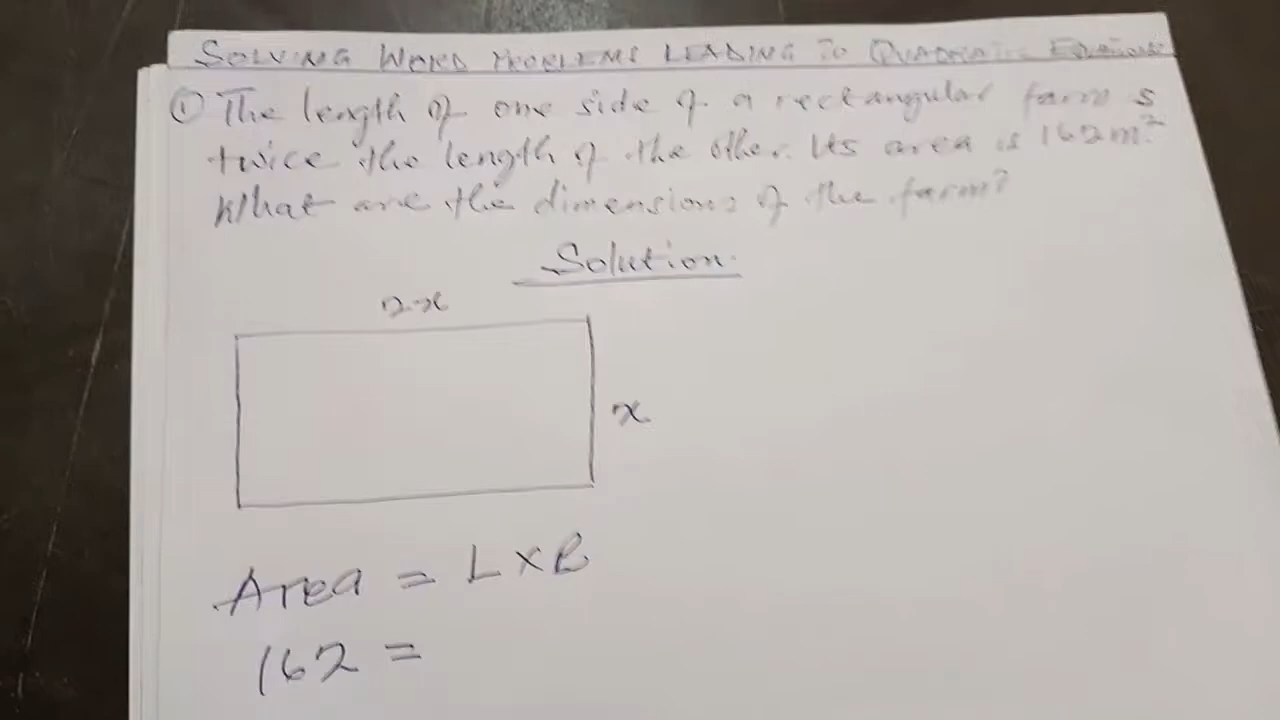 SOLVING WORD PROBLEMS LEADING TO QUADRATIC EQUATIONS
① The length of one side of a rectangular farm s
twice the length of the other. Its area is 162m².
What are the dimensions of the farm?
Solution.
2x
x
Area = L×B
162 =